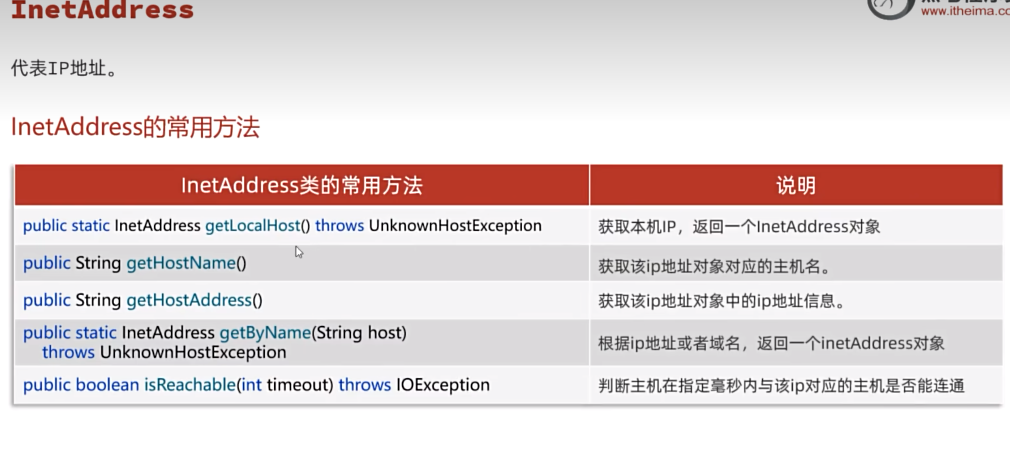 InetAddress
www.itheima.co
代表IP地址。
InetAddress的常用方法
InetAddress类的常用方法
说明
public static InetAddress getLocalHost() throws UnknownHostException
获取本机IP，返回一个InetAddress对象
public String getHostName()
获取该ip地址对象对应的主机名。
public String getHostAddress()
获取该ip地址对象中的ip地址信息。
public static InetAddress getByName(String host)
throws UnknownHostException
根据ip地址或者域名，返回一个inetAddress对象
public boolean isReachable(int timeout) throws IOException
判断主机在指定毫秒内与该ip对应的主机是否能连通